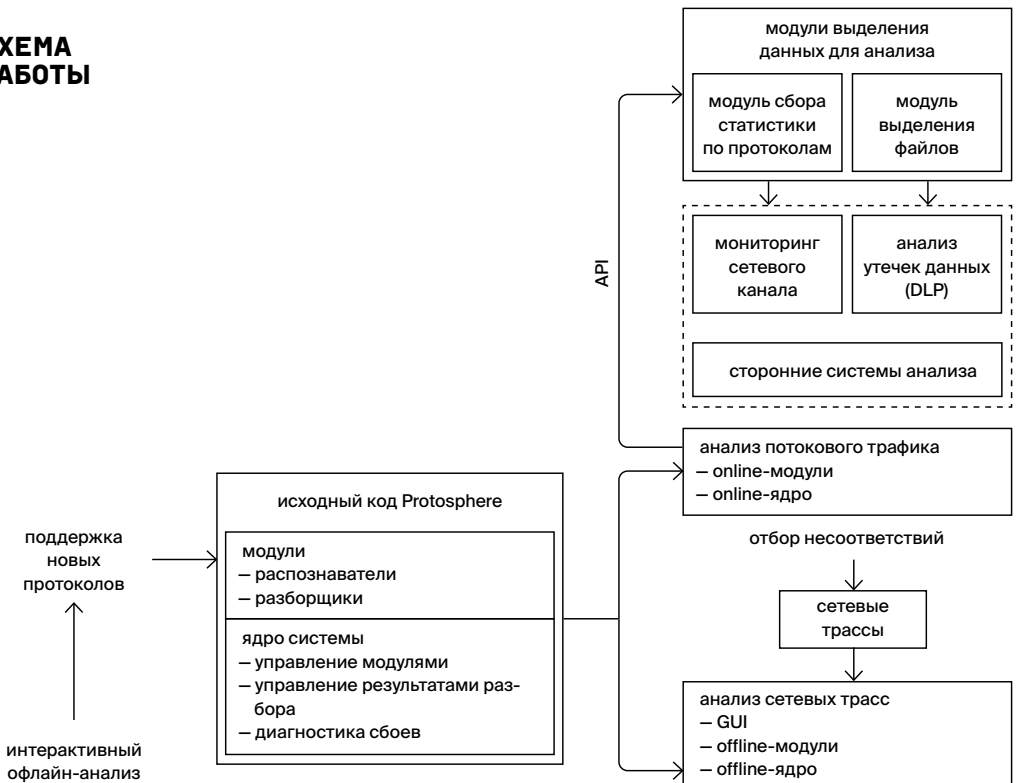 ХЕМА
АБОТЫ
модули выделения
данных для анализа
модуль сбора
статистики
по протоколам
модуль
выделения
файлов
мониторинг
сетевого
канала
анализ
утечек данных
(DLP)
сторонние системы анализа
API
анализ потокового трафика
– online-модули
– online-ядро
отбор несоответствий
сетевые
трассы
анализ сетевых трасс
– GUI
– offline-модули
– offline-ядро
исходный код Protosphere
модули
– распознаватели
– разборщики
ядро системы
– управление модулями
– управление результатами раз-
бора
– диагностика сбоев
поддержка
новых
протоколов
интерактивный
офлайн-анализ